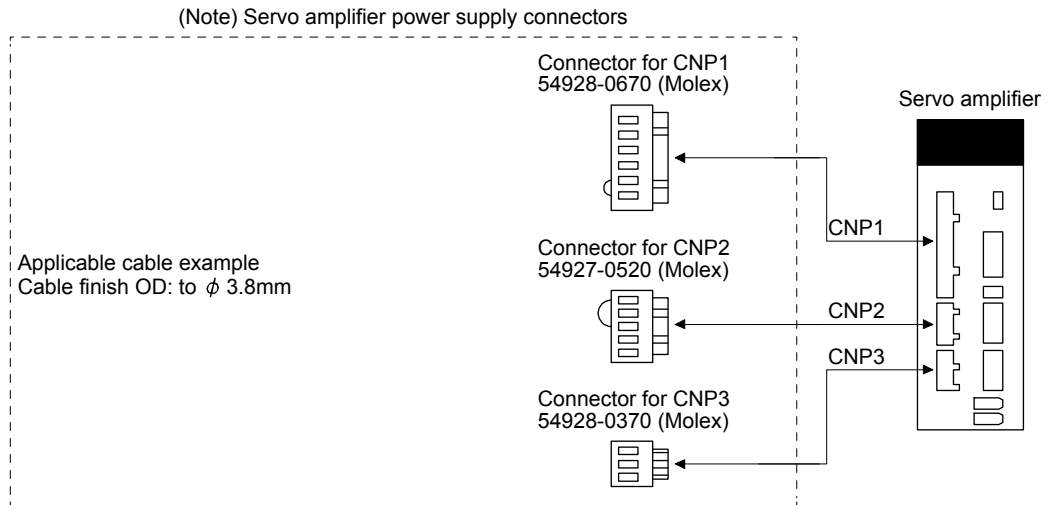 (Note) Servo amplifier power supply connectors
Connector for CNP1
54928-0670 (Molex)
Servo amplifier
CNP1
Connector for CNP2
54927-0520 (Molex)
Applicable cable example
Cable finish OD: to ϕ 3.8mm
CNP2
CNP3
Connector for CNP3
54928-0370 (Molex)